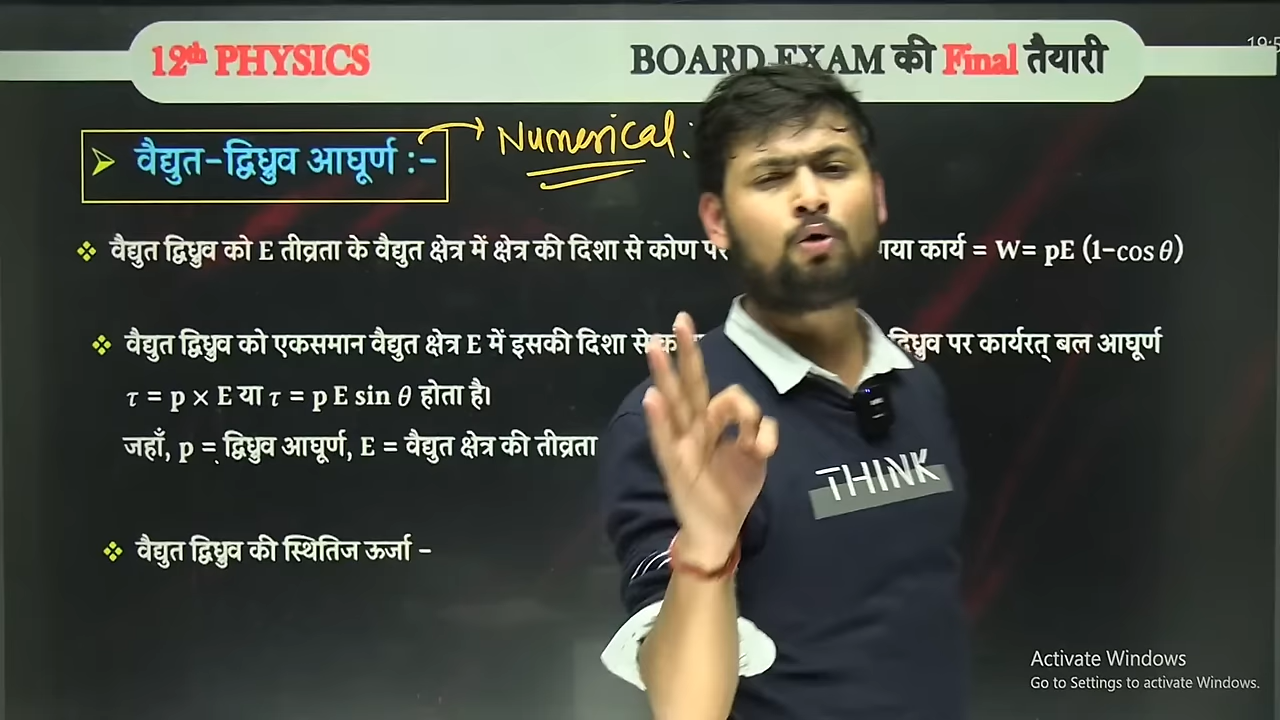 12th PHYSICS
BOARD EXAM की Final तैयारी
वैद्युत-द्विध्रुव आघूर्ण :-
Numerical:
वैद्युत द्विध्रुव को E तीव्रता के वैद्युत क्षेत्र में क्षेत्र की दिशा से कोण गया कार्य = W= pE (1-cos θ)
वैद्युत द्विध्रुव को एकसमान वैद्युत क्षेत्र E में इसकी दिशा से द्विध्रुव पर कार्यरत् बल आघूर्ण
τ = p × E या τ = p E sin θ होता है।
जहाँ, p = द्विध्रुव आघूर्ण, E = वैद्युत क्षेत्र की तीव्रता
वैद्युत द्विध्रुव की स्थितिज ऊर्जा -
THINK
Activate Windows
Go to Settings to activate Windows.